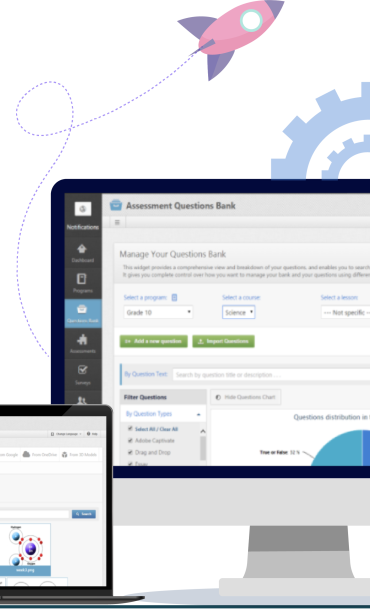 Assessment Questions Bank
Notifications
Dashboard
Programs
Questions Bank
Assessments
Surveys
Manage Your Questions Bank
This widget provides a comprehensive view and breakdown of your questions, and enables you to search
It gives you complete control over how you want to manage your bank and your questions using different
Select a program:
Select a course:
Select a lesson:
Grade 10
Science
--- Not specific --
Add a new question
Import Questions
By Question Text:
Search by question title or description ...
Filter Questions
Hide Questions Chart
By Question Types
Questions distribution in
Select All / Clear All
Adobe Captivate
Drag and Drop
Essay
True or False: 32 %
Search